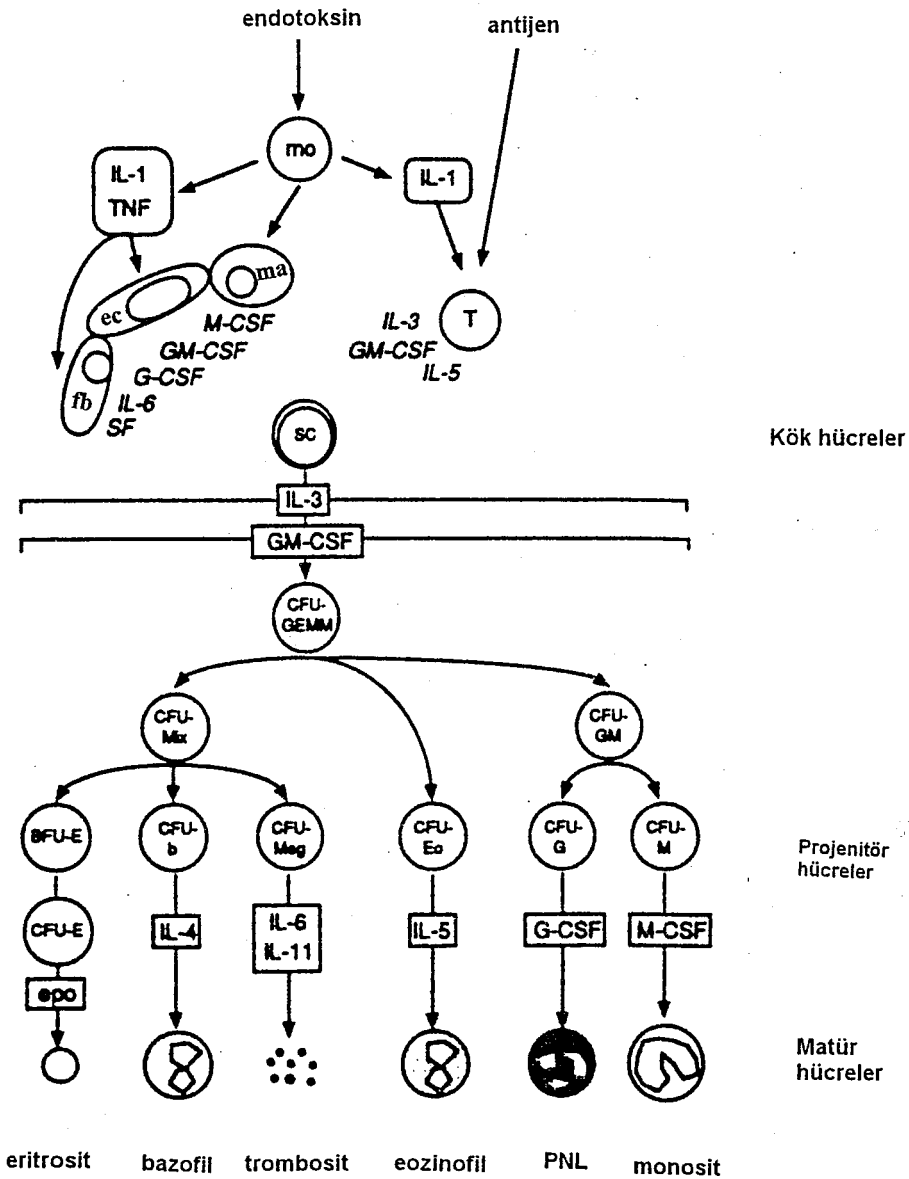 endotoksin
antijen
mo
IL-1
TNF
IL-1
ma
ec
fb
T
M-CSF
GM-CSF
G-CSF
IL-6
SF
IL-3
GM-CSF
IL-5
sc
Kök hücreler
IL-3
GM-CSF
CFU-
GEMM
CFU-
Mix
CFU-
GM
BFU-E
CFU-
b
CFU-
Meg
CFU-
Eo
CFU-
G
CFU-
M
Projenitör
hücreler
CFU-E
IL-4
IL-6
IL-11
IL-5
G-CSF
M-CSF
epo
Matür
hücreler
eritrosit
bazofil
trombosit
eozinofil
PNL
monosit